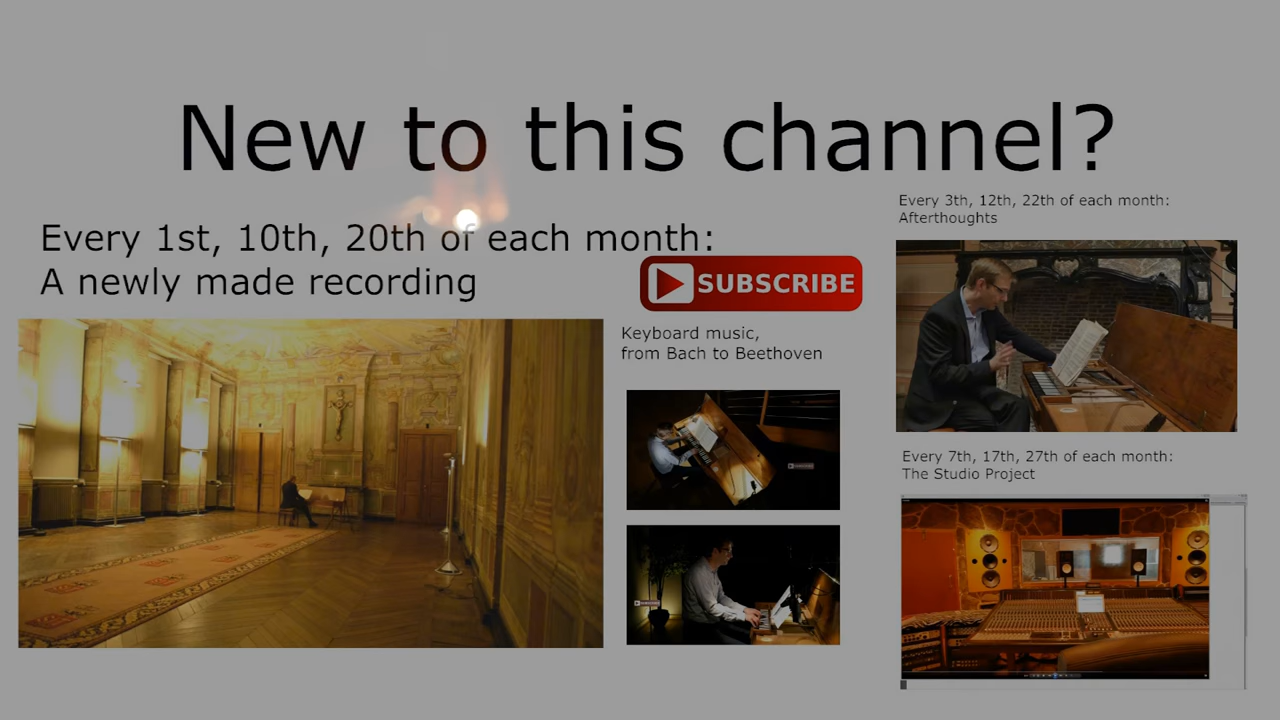 New to this channel?
Every 1st, 10th, 20th of each month:
A newly made recording
SUBSCRIBE
Keyboard music,
from Bach to Beethoven
Every 3th, 12th, 22th of each month:
Afterthoughts
Every 7th, 17th, 27th of each month:
The Studio Project